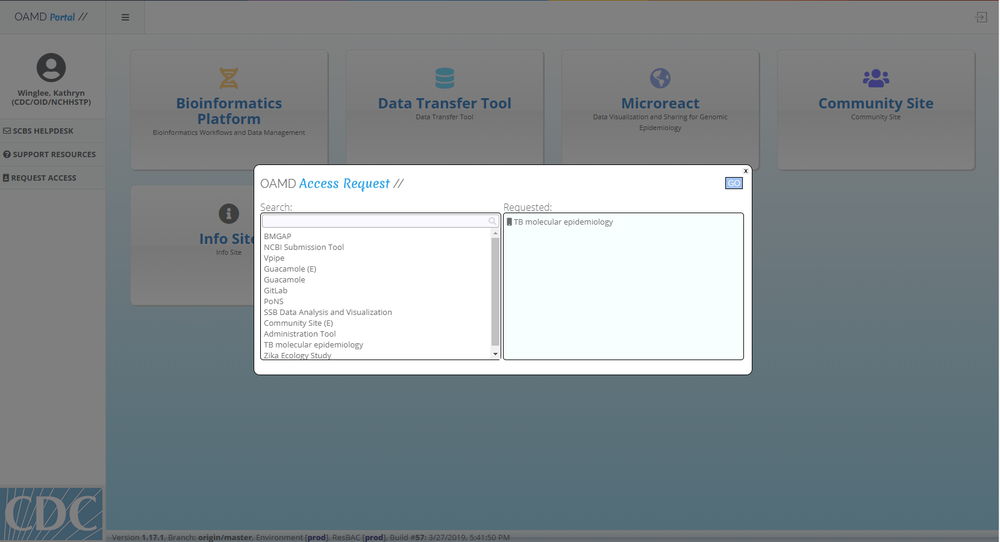 OAMD Portal //
Winglee, Kathryn
(CDC/OID/NCHHSTP)
SCBS HELPDESK
SUPPORT RESOURCES
REQUEST ACCESS
CDC
Bioinformatics
Platform
Bioinformatics Workflows and Data Management
Data Transfer Tool
Data Transfer Tool
Microreact
Data Visualization and Sharing for Genomic
Epidemiology
Community Site
Community Site
Info Site
Info Site
x
OAMD Access Request //
GO
Search:
BMGAP
NCBI Submission Tool
Vpipe
Guacamole (E)
Guacamole
GitLab
PoNS
SSB Data Analysis and Visualization
Community Site (E)
Administration Tool
TB molecular epidemiology
Zika Ecology Study
Requested:
TB molecular epidemiology
Version 1.17.1, Branch: origin/master, Environment [prod], ResBAC [prod], Build #57: 3/27/2019, 5:41:50 PM